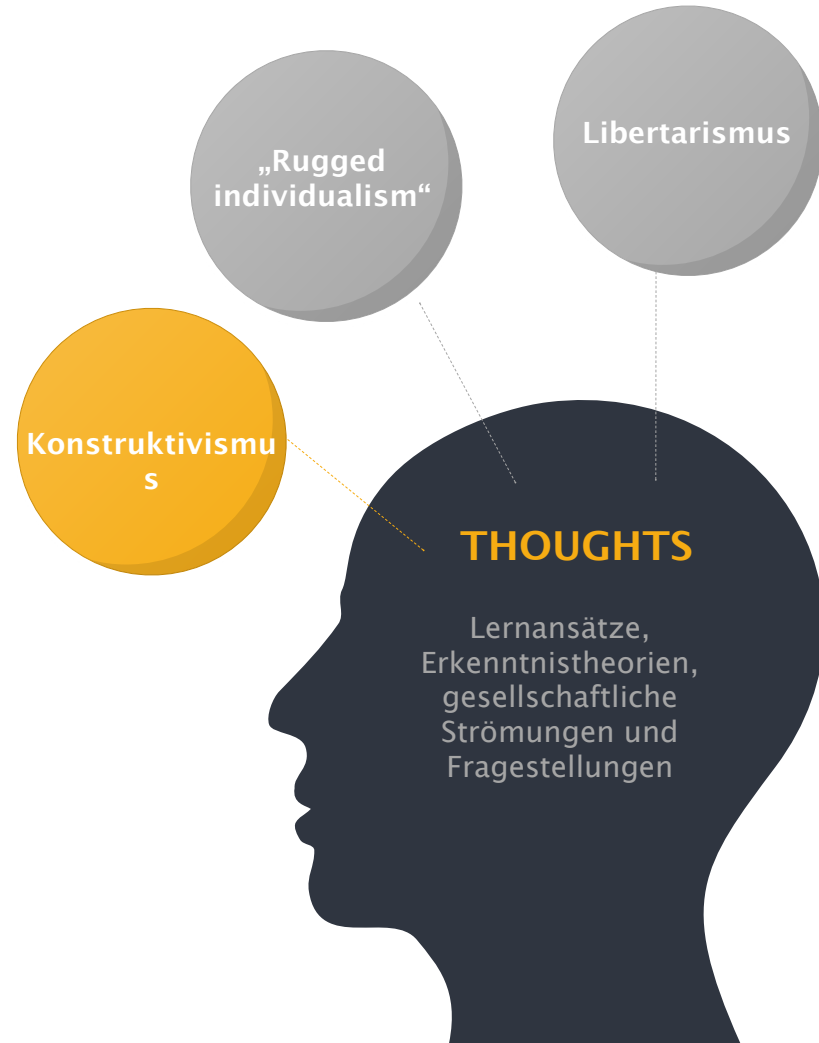 Libertarismus
„Rugged
individualism“
Konstruktivismu
s
THOUGHTS
Lernansätze,
Erkenntnistheorien,
gesellschaftliche
Strömungen und
Fragestellungen